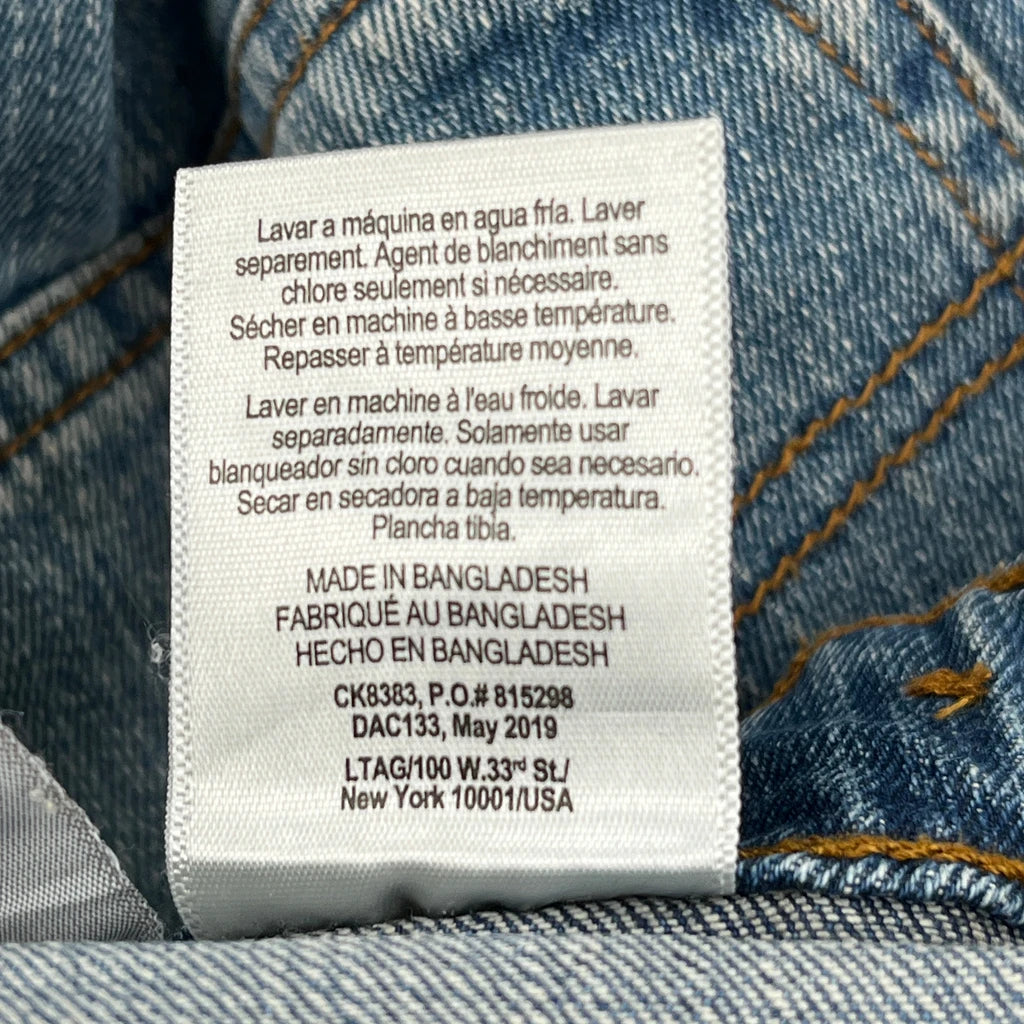 Lavar a máquina en agua fría. Laver
separement. Agent de blanchiment sans
chlore seulement si nécessaire.
Sécher en machine à basse température.
Repasser à température moyenne.
Laver en machine à l'eau froide. Lavar
separadamente. Solamente usar
blanqueador sin cloro cuando sea necesario.
Secar en secadora a baja temperatura.
Plancha tibia.
MADE IN BANGLADESH
FABRIQUÉ AU BANGLADESH
HECHO EN BANGLADESH
CK8383, P.O.# 815298
DAC133, May 2019
LTAG/100 W.33rd St./
New York 10001/USA